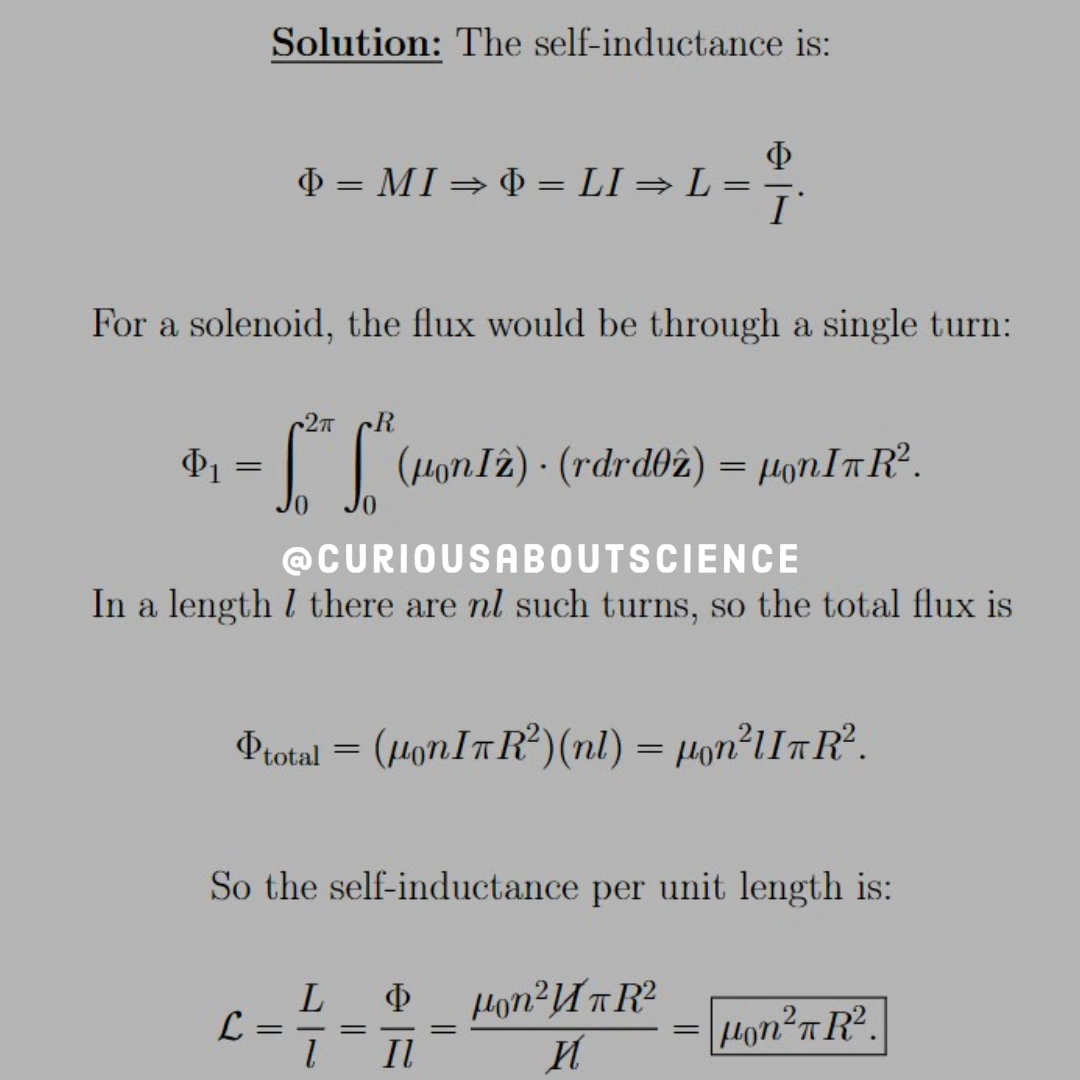 Solution: The self-inductance is:
Φ = MI ⇒ Φ = LI ⇒ L = Φ/I.
For a solenoid, the flux would be through a single turn:
Φ₁ = ∫₀^{2π} ∫₀^R (μ₀nIẑ) · (rdrdθẑ) = μ₀nIπR².
@CURIOUSABOUTSCIENCE
In a length l there are nl such turns, so the total flux is
Φ_total = (μ₀nIπR²)(nl) = μ₀n²lIπR².
So the self-inductance per unit length is:
ℒ = L/l = Φ/Il = μ₀n²lIπR²/Il = μ₀n²πR².